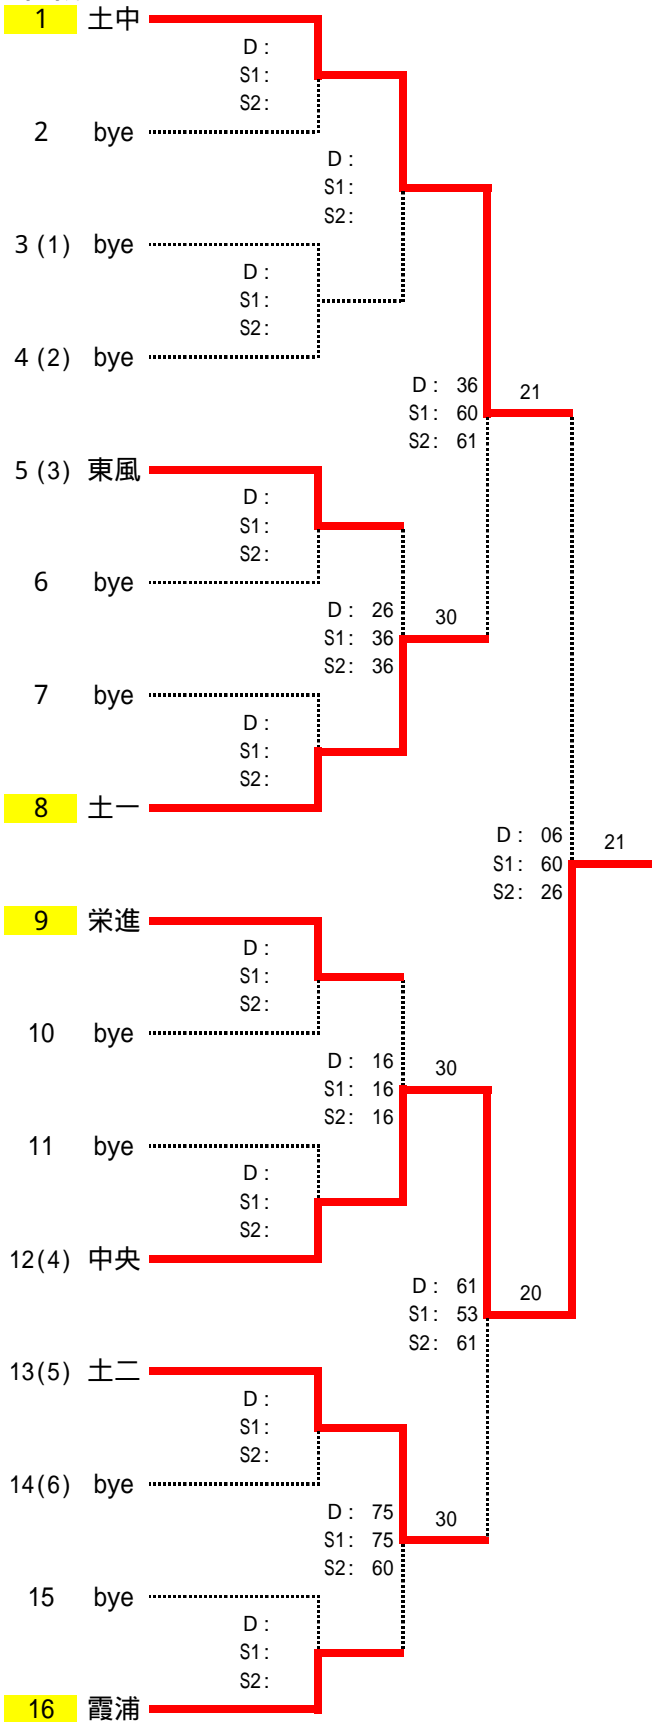 1 土中
D :
S1:
S2:
2 bye
D :
S1:
S2:
3 (1) bye
D :
S1:
S2:
4 (2) bye
D : 36
21
S1: 60
S2: 61
5 (3) 東風
D :
S1:
S2:
6 bye
D : 26
30
S1: 36
S2: 36
7 bye
D :
S1:
S2:
8 土一
D : 06
21
S1: 60
S2: 26
9 栄進
D :
S1:
S2:
10 bye
D : 16
30
S1: 16
S2: 16
11 bye
D :
S1:
S2:
12(4) 中央
D : 61
20
S1: 53
S2: 61
13(5) 土二
D :
S1:
S2:
14(6) bye
D : 75
30
S1: 75
S2: 60
15 bye
D :
S1:
S2:
16 霞浦